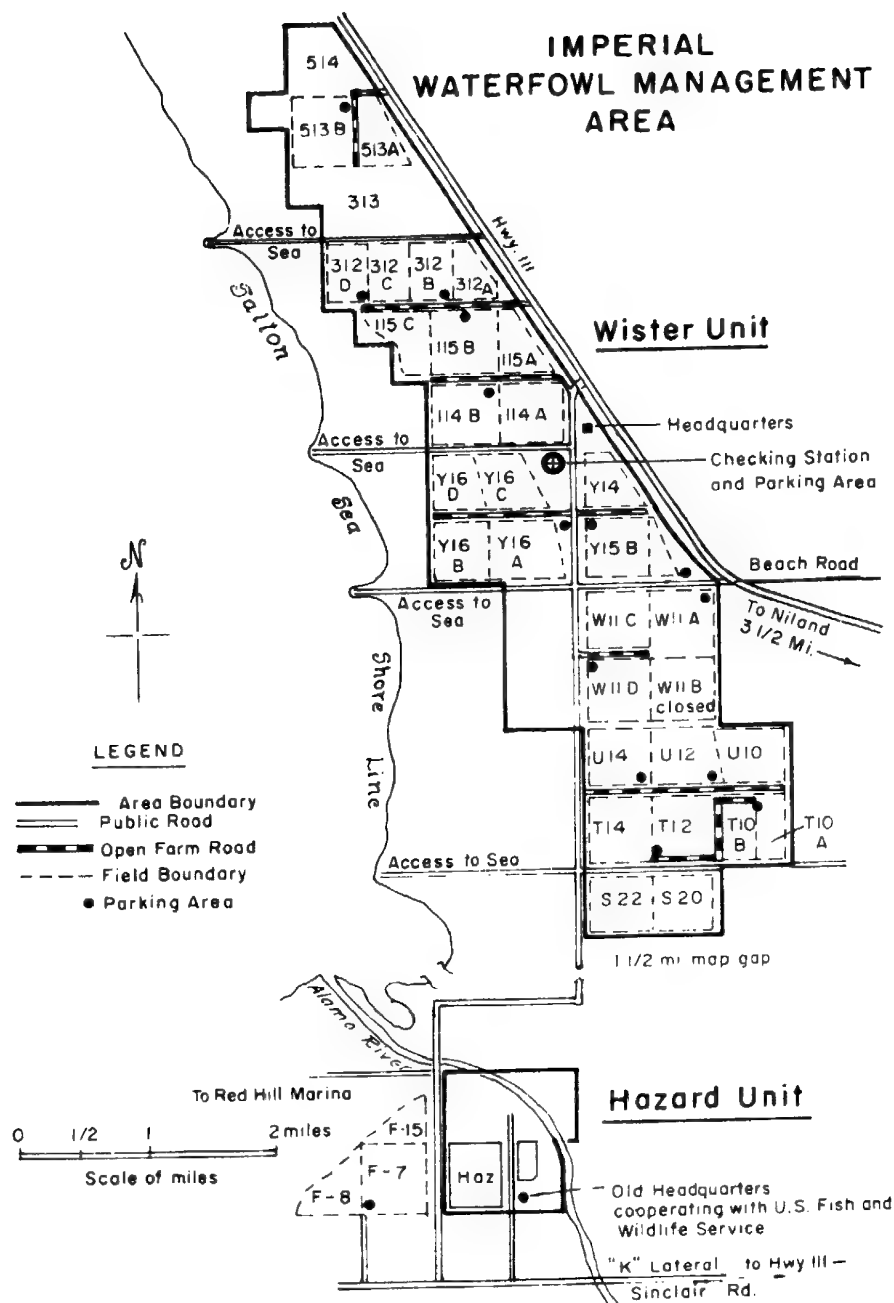 IMPERIAL
WATERFOWL MANAGEMENT
AREA
514
513B
513A
313
Hwy. 111
Access to
Sea
312
D
312
C
312
B
312A
115 C
115 B
115A
Wister Unit
Salton
Sea
Shore
Line
114 B
114 A
Headquarters
Access to
Sea
Checking Station
and Parking Area
Y16
D
Y16
C
Y14
Y16
B
Y16
A
Y15 B
Beach Road
N
Access to
Sea
To Niland
3 1/2 Mi.
W11 C
W11 A
W11 D
W11 B
closed
U14
U12
U10
LEGEND
Area Boundary
Public Road
Open Farm Road
Field Boundary
Parking Area
T14
T12
T10
B
T10
A
Access to Sea
S 22
S 20
1 1/2 mi map gap
Alamo River
To Red Hill Marina
Hazard Unit
0 1/2 1 2 miles
Scale of miles
F-15
F-7
F-8
Haz
Old Headquarters
cooperating with U.S. Fish and
Wildlife Service
"K" Lateral to Hwy 111-
Sinclair Rd.